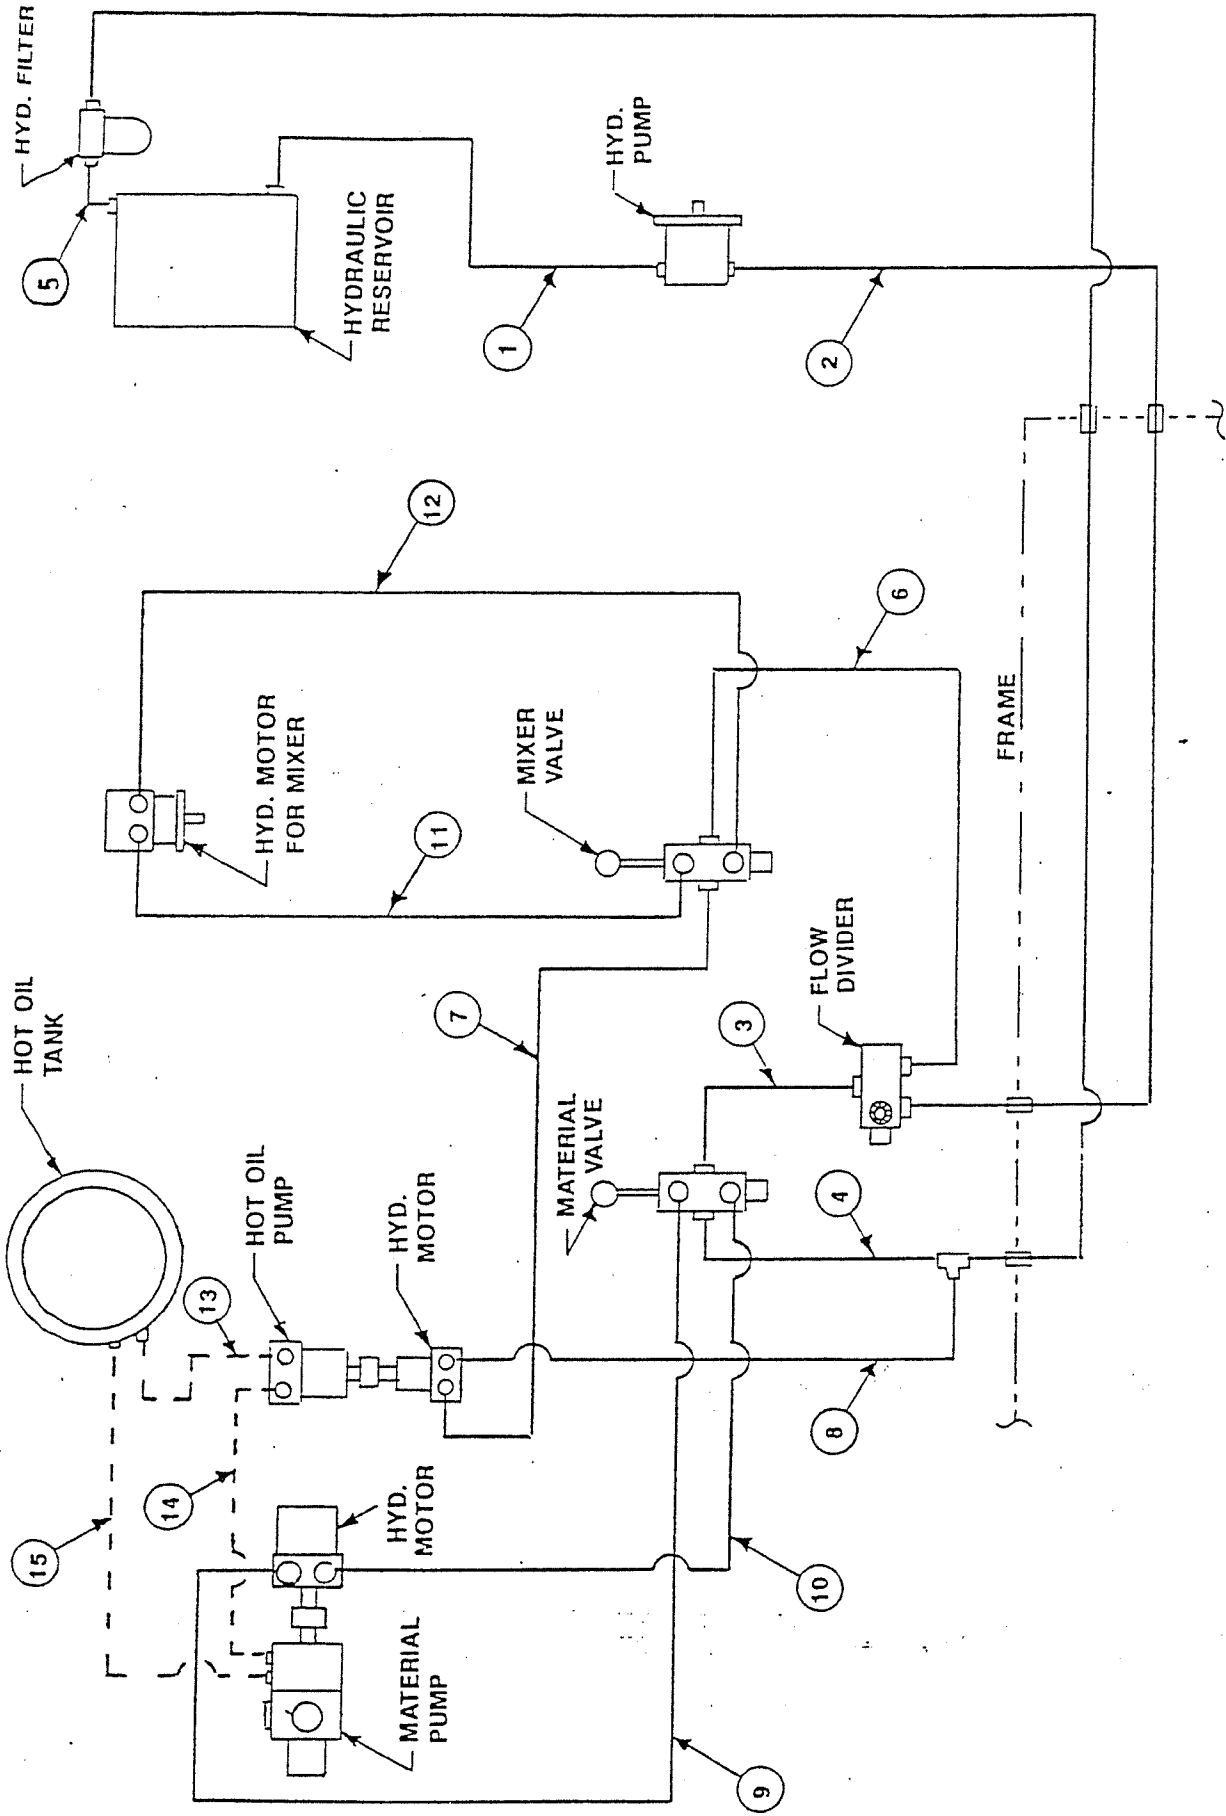 HYD. FILTER
5
HYDRAULIC
RESERVOIR
HYD.
PUMP
1
2
12
6
HYD. MOTOR
FOR MIXER
MIXER
VALVE
11
FRAME
HOT OIL
TANK
7
FLOW
DIVIDER
3
MATERIAL
VALVE
4
HOT OIL
PUMP
HYD.
MOTOR
13
8
14
15
HYD.
MOTOR
10
MATERIAL
PUMP
9